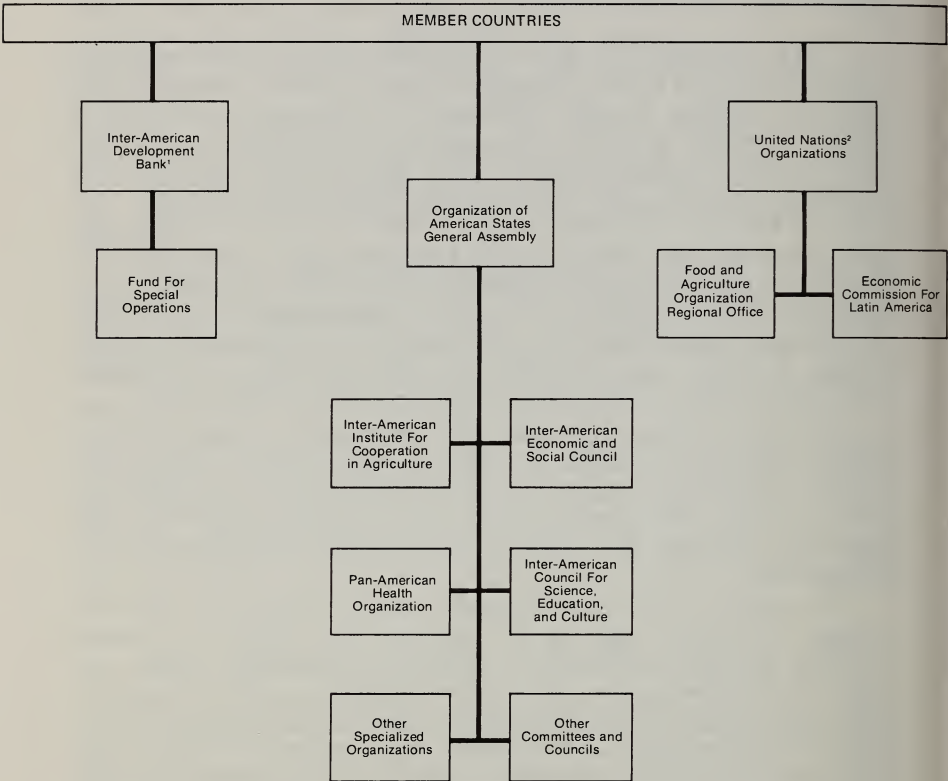 MEMBER COUNTRIES
Inter-American
Development
Bank¹
Fund For
Special
Operations
Organization of
American States
General Assembly
United Nations²
Organizations
Food and
Agriculture
Organization
Regional Office
Economic
Commission For
Latin America
Inter-American
Institute For
Cooperation
in Agriculture
Inter-American
Economic and
Social Council
Pan-American
Health
Organization
Inter-American
Council For
Science,
Education,
and Culture
Other
Specialized
Organizations
Other
Committees and
Councils